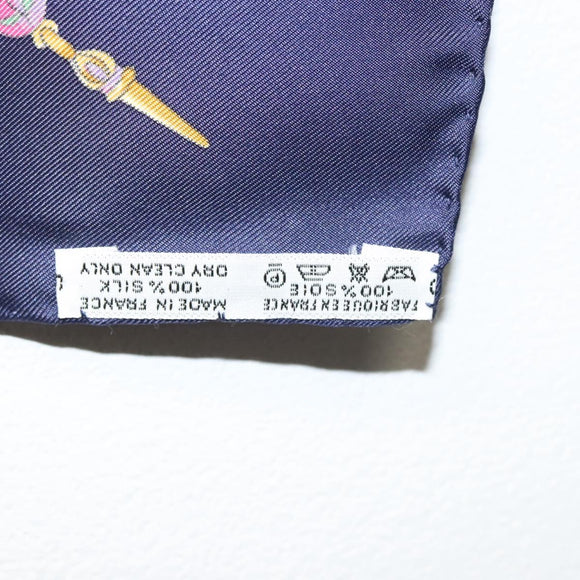 FABRIQUE EN FRANCE
100% SOIE
P
MADE IN FRANCE
100% SILK
DRY CLEAN ONLY